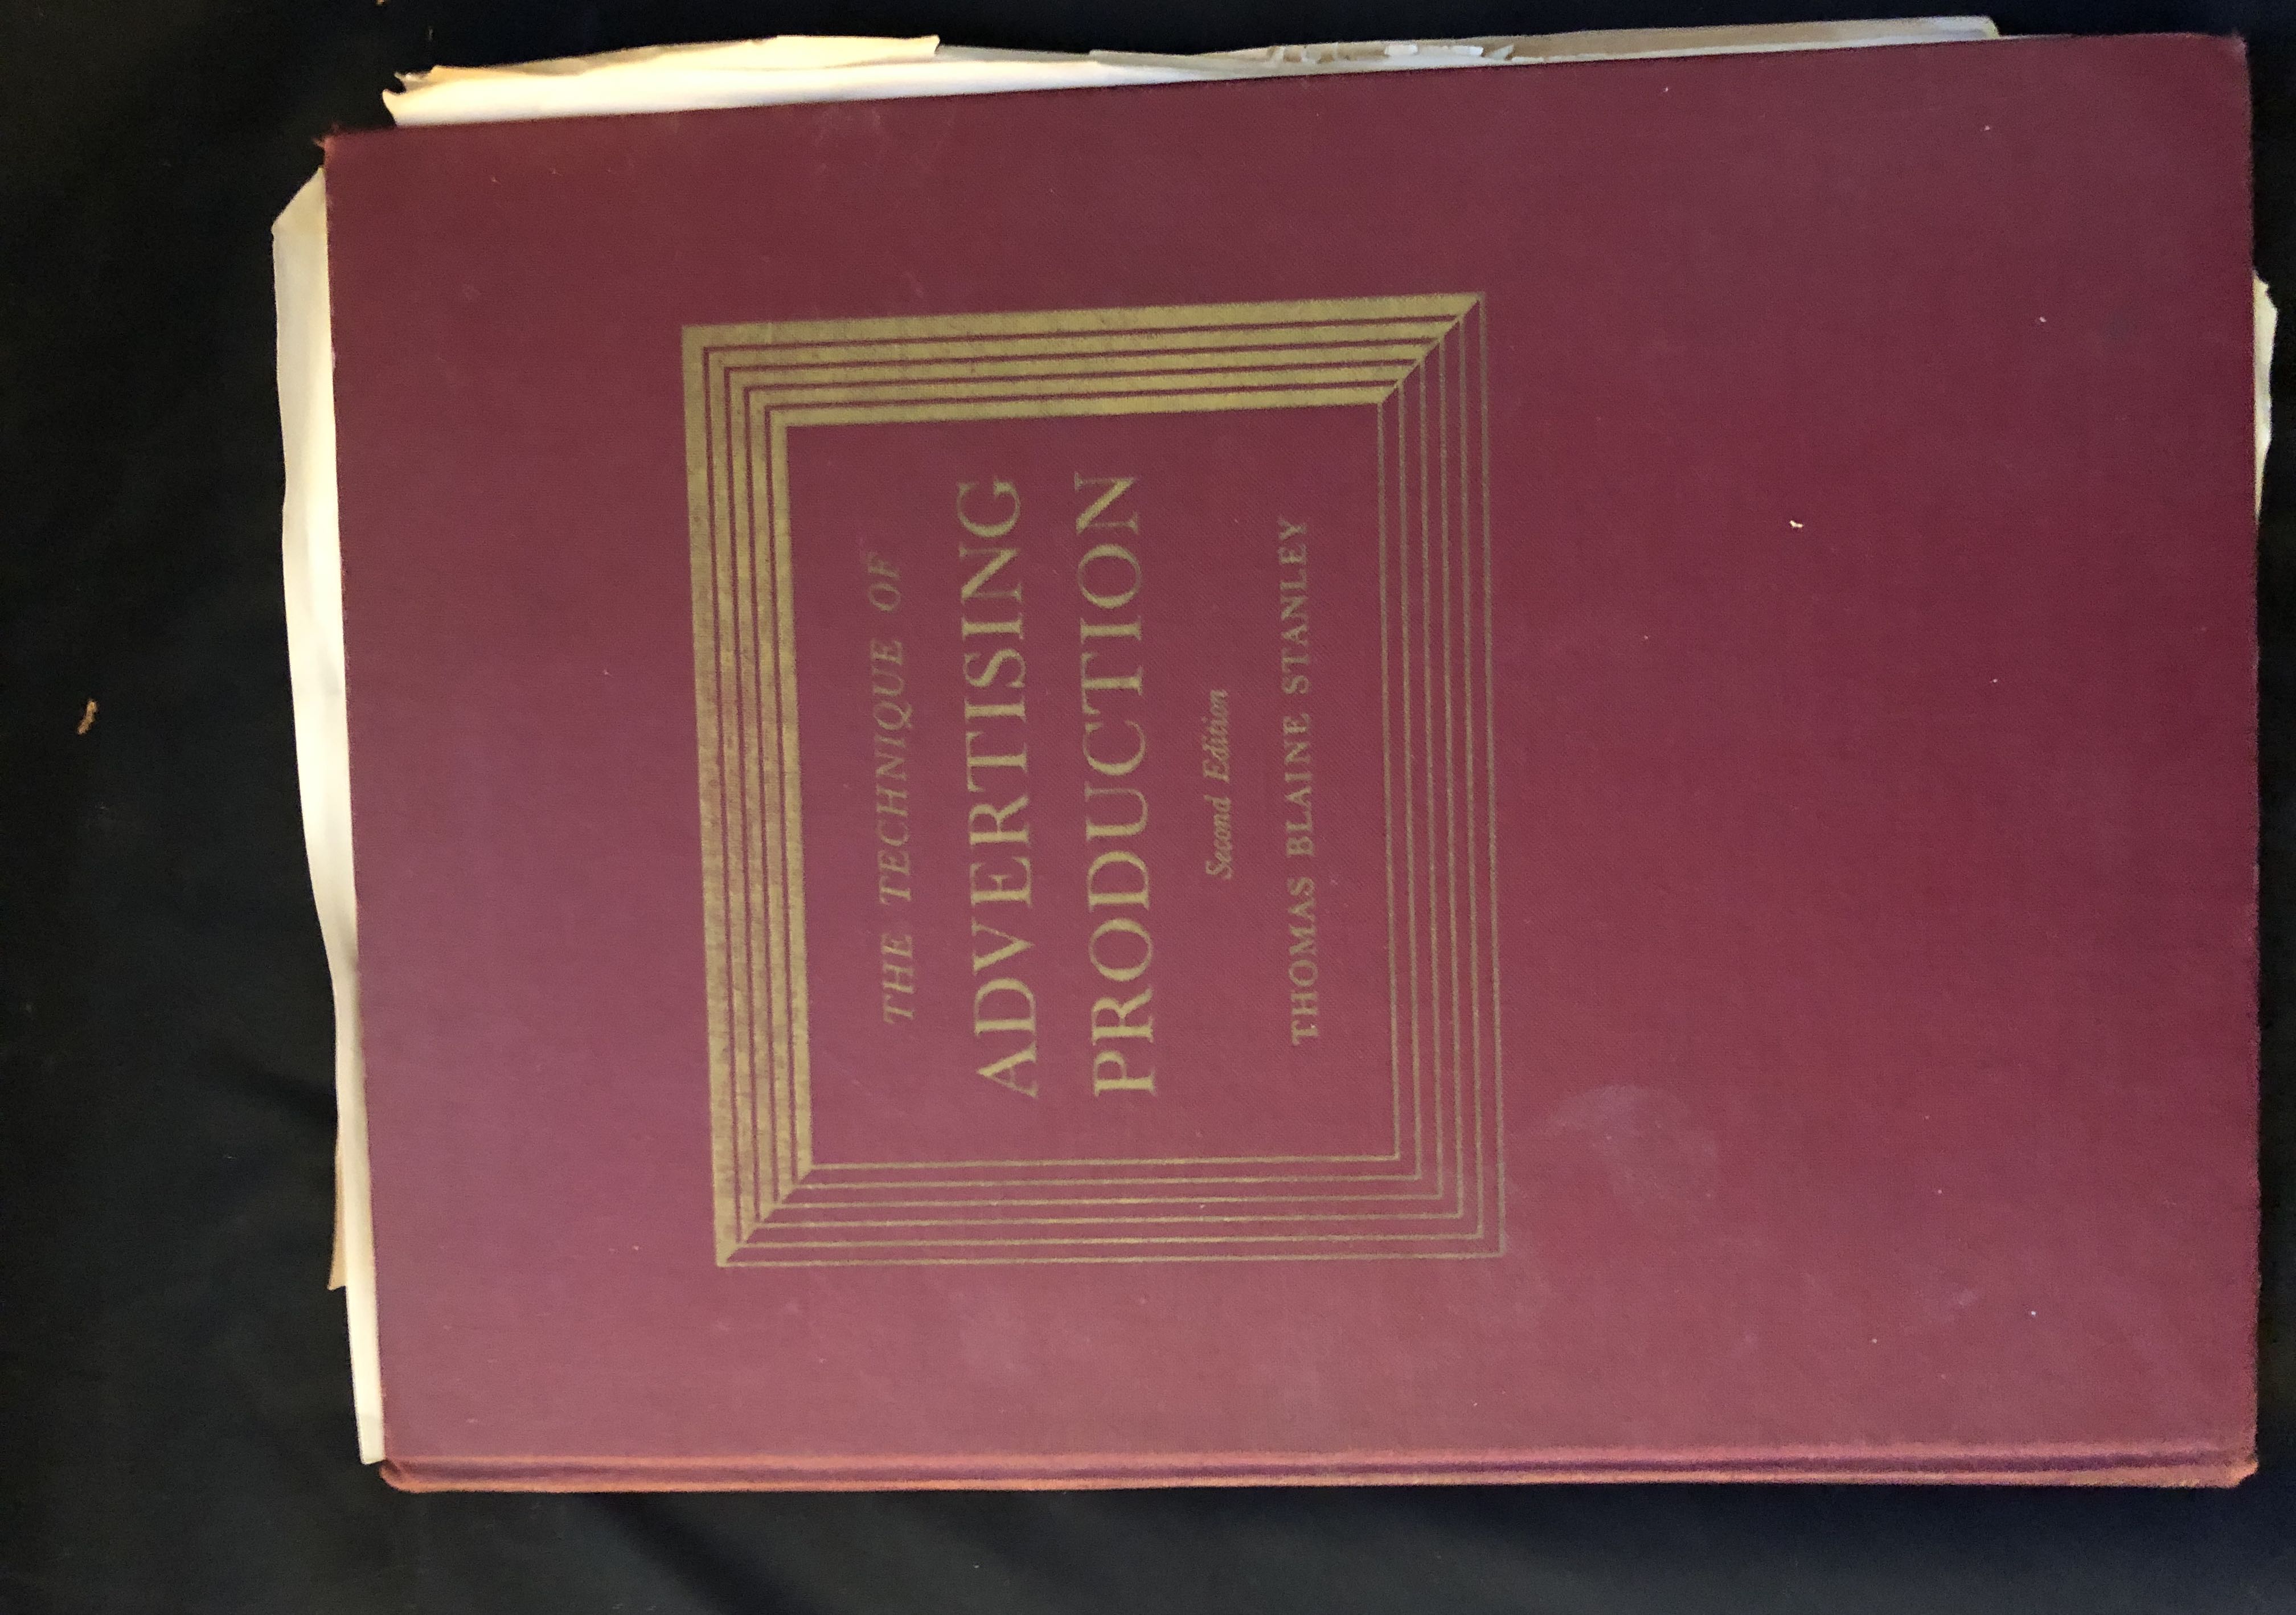 THE TECHNIQUE OF
ADVERTISING
PRODUCTION
Second Edition
THOMAS BLAINE STANLEY